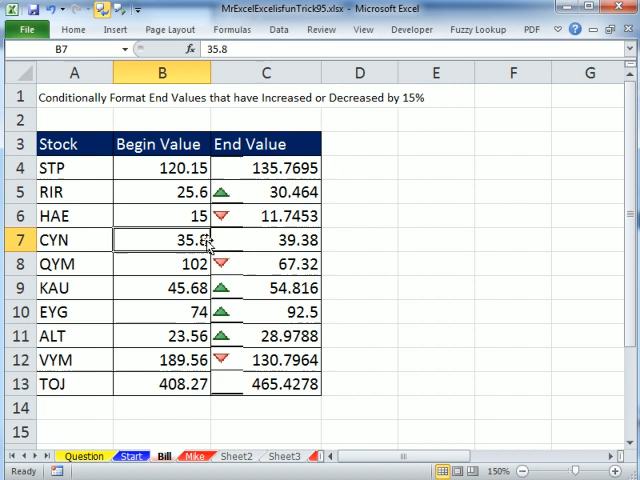 MrExcelExcelisfunTrick95.xlsx - Microsoft Excel
File Home Insert Page Layout Formulas Data Review View Developer Fuzzy Lookup PDF
B7 fx 35.8
A B C D E F G
1 Conditionally Format End Values that have Increased or Decreased by 15%
2
3 Stock Begin Value End Value
4 STP 120.15 135.7695
5 RIR 25.6 30.464
6 HAE 15 11.7453
7 CYN 35.8 39.38
8 QYM 102 67.32
9 KAU 45.68 54.816
10 EYG 74 92.5
11 ALT 23.56 28.9788
12 VYM 189.56 130.7964
13 TOJ 408.27 465.4278
14
15
Question Start Bill Mike Sheet2 Sheet3
Ready 150%